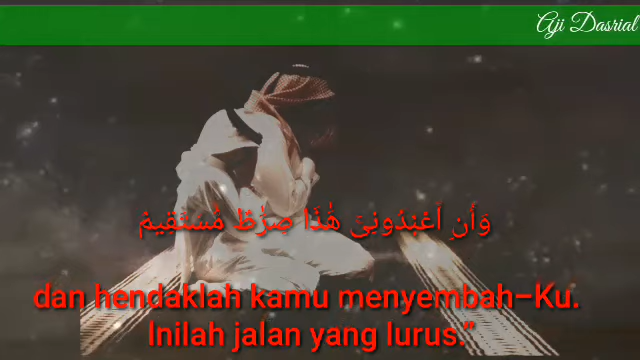 Aji Dasrial
وَأَنِ ٱعْبُدُونِىۚ هَٰذَا صِرَٰطٌ مُّسْتَقِيمٌ
dan hendaklah kamu menyembah-Ku.
Inilah jalan yang lurus."